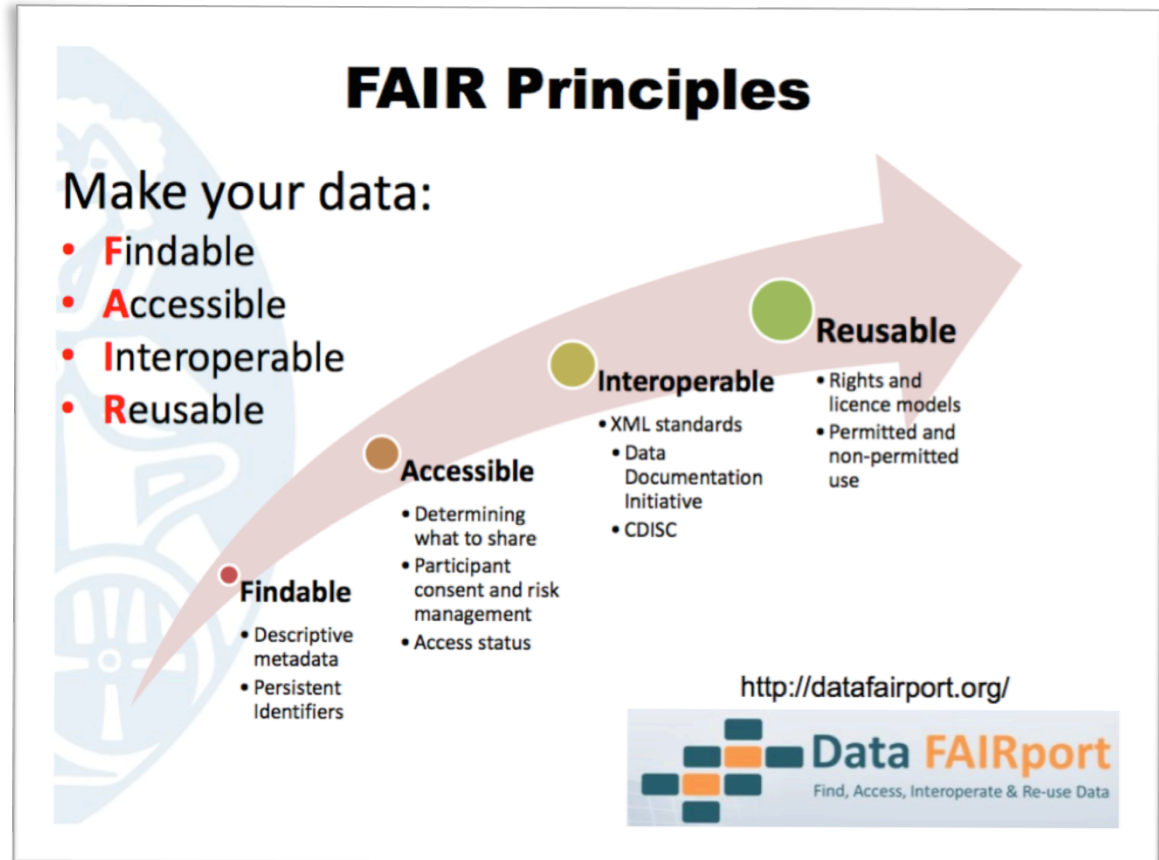 FAIR Principles
Make your data:
• Findable
• Accessible
• Interoperable
• Reusable
Findable
• Descriptive
metadata
• Persistent
Identifiers
Accessible
• Determining
what to share
• Participant
consent and risk
management
• Access status
Interoperable
• XML standards
• Data
Documentation
Initiative
• CDISC
Reusable
• Rights and
licence models
• Permitted and
non-permitted
use
http://datafairport.org/
Data FAIRport
Find, Access, Interoperate & Re-use Data